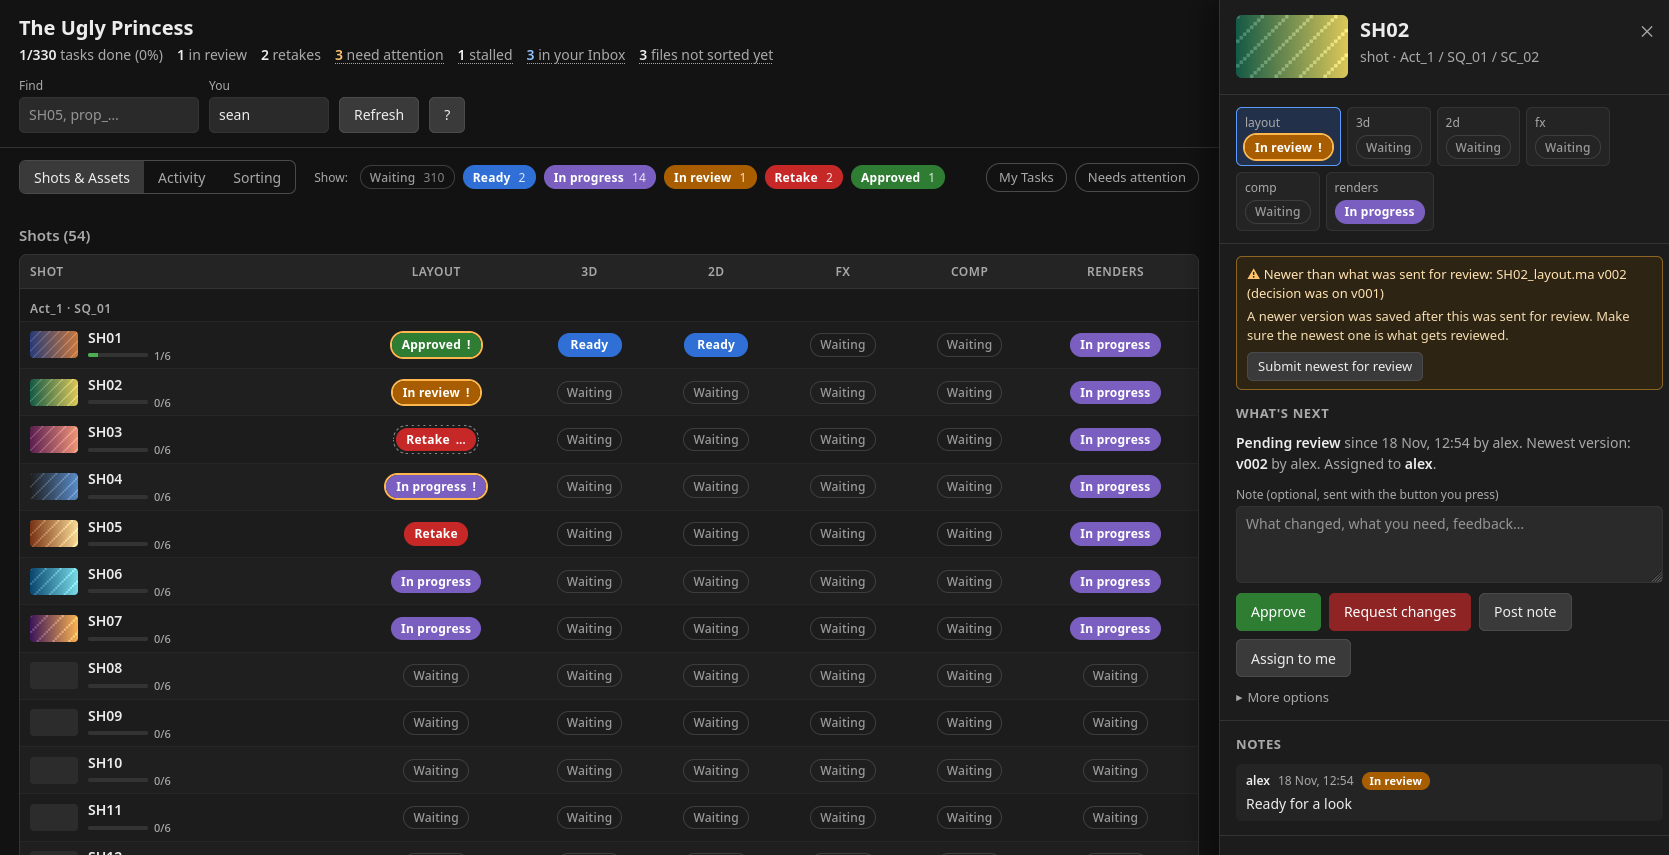 The Ugly Princess
1/330 tasks done (0%) 1 in review 2 retakes 3 need attention 1 stalled 3 in your Inbox 3 files not sorted yet
Find You
SH05, prop_... sean Refresh ?
Shots & Assets Activity Sorting Show: Waiting 310 Ready 2 In progress 14 In review 1 Retake 2 Approved 1 My Tasks Needs attention
Shots (54)
SHOT LAYOUT 3D 2D FX COMP RENDERS
Act_1 · SQ_01
SH01 Approved ! Ready Ready Waiting Waiting In progress
1/6
SH02 In review ! Waiting Waiting Waiting Waiting In progress
0/6
SH03 Retake ... Waiting Waiting Waiting Waiting In progress
0/6
SH04 In progress ! Waiting Waiting Waiting Waiting In progress
0/6
SH05 Retake Waiting Waiting Waiting Waiting In progress
0/6
SH06 In progress Waiting Waiting Waiting Waiting In progress
0/6
SH07 In progress Waiting Waiting Waiting Waiting In progress
0/6
SH08 Waiting Waiting Waiting Waiting Waiting Waiting
0/6
SH09 Waiting Waiting Waiting Waiting Waiting Waiting
0/6
SH10 Waiting Waiting Waiting Waiting Waiting Waiting
0/6
SH11 Waiting Waiting Waiting Waiting Waiting Waiting
0/6
SH02
shot · Act_1 / SQ_01 / SC_02
layout 3d 2d fx
In review ! Waiting Waiting Waiting
comp renders
Waiting In progress
⚠ Newer than what was sent for review: SH02_layout.ma v002
(decision was on v001)
A newer version was saved after this was sent for review. Make
sure the newest one is what gets reviewed.
Submit newest for review
WHAT'S NEXT
Pending review since 18 Nov, 12:54 by alex. Newest version:
v002 by alex. Assigned to alex.
Note (optional, sent with the button you press)
What changed, what you need, feedback...
Approve Request changes Post note
Assign to me
▸ More options
NOTES
alex 18 Nov, 12:54 In review
Ready for a look